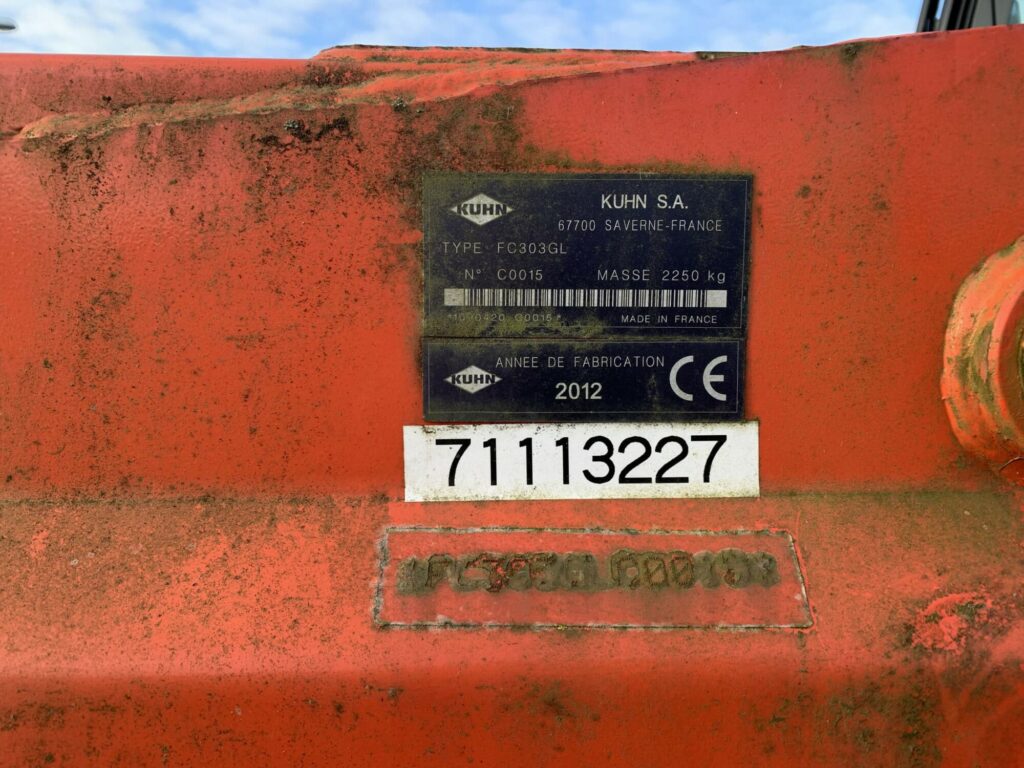 KUHN
KUHN S.A.
67700 SAVERNE-FRANCE
TYPE FC303GL
N° C0015 MASSE 2250 kg
MADE IN FRANCE
KUHN
ANNEE DE FABRICATION
2012
CE
71113227